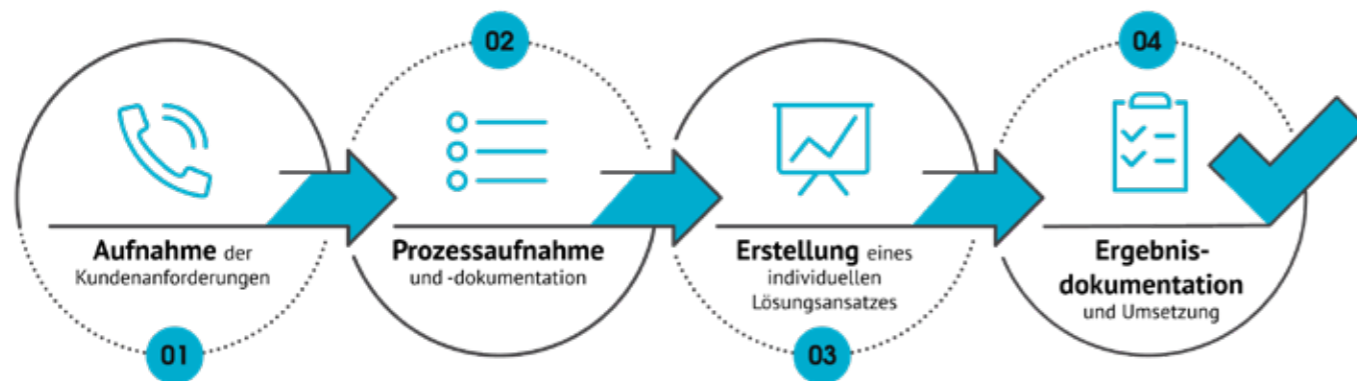 01
Aufnahme der
Kundenanforderungen
02
Prozessaufnahme
und -dokumentation
03
Erstellung eines
individuellen
Lösungsansatzes
04
Ergebnis-
dokumentation
und Umsetzung